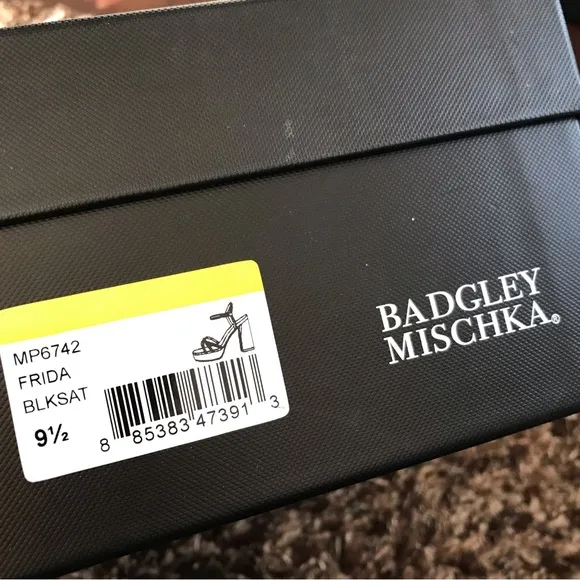 MP6742
FRIDA
BLKSAT
9½
8 85383 47391 3
BADGLEY
MISCHKA®